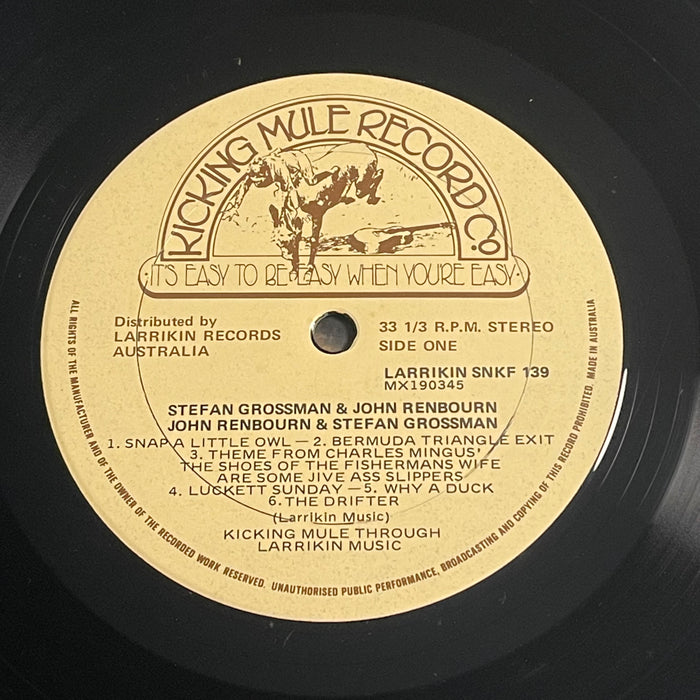 KICKING MULE RECORD CO.
·IT'S EASY TO BE EASY WHEN YOU'RE EASY·
Distributed by
LARRIKIN RECORDS
AUSTRALIA
33 1/3 R.P.M. STEREO
SIDE ONE
LARRIKIN SNKF 139
MX190345
STEFAN GROSSMAN & JOHN RENBOURN
JOHN RENBOURN & STEFAN GROSSMAN
1. SNAP A LITTLE OWL — 2. BERMUDA TRIANGLE EXIT
3. THEME FROM CHARLES MINGUS'
THE SHOES OF THE FISHERMANS WIFE
ARE SOME JIVE ASS SLIPPERS
4. LUCKETT SUNDAY — 5. WHY A DUCK
6. THE DRIFTER
(Larrikin Music)
KICKING MULE THROUGH
LARRIKIN MUSIC
ALL RIGHTS OF THE MANUFACTURER AND OF THE OWNER OF THE RECORDED WORK RESERVED. UNAUTHORISED PUBLIC PERFORMANCE, BROADCASTING AND COPYING OF THIS RECORD PROHIBITED. MADE IN AUSTRALIA